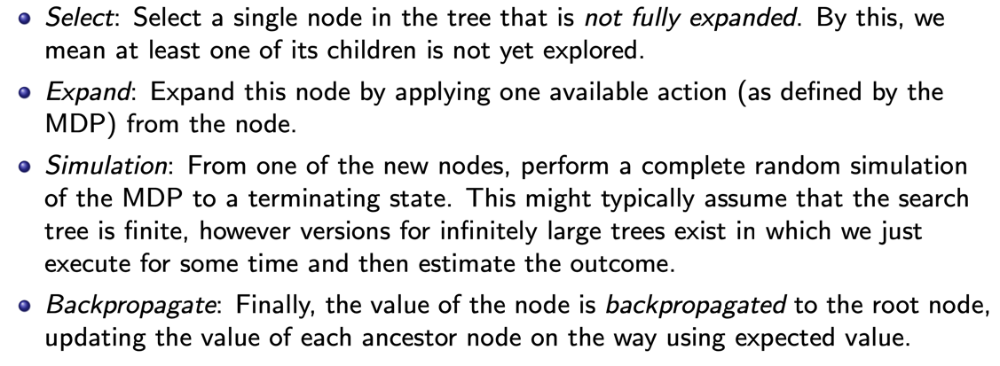 Select: Select a single node in the tree that is not fully expanded. By this, we
mean at least one of its children is not yet explored.
Expand: Expand this node by applying one available action (as defined by the
MDP) from the node.
Simulation: From one of the new nodes, perform a complete random simulation
of the MDP to a terminating state. This might typically assume that the search
tree is finite, however versions for infinitely large trees exist in which we just
execute for some time and then estimate the outcome.
Backpropagate: Finally, the value of the node is backpropagated to the root node,
updating the value of each ancestor node on the way using expected value.